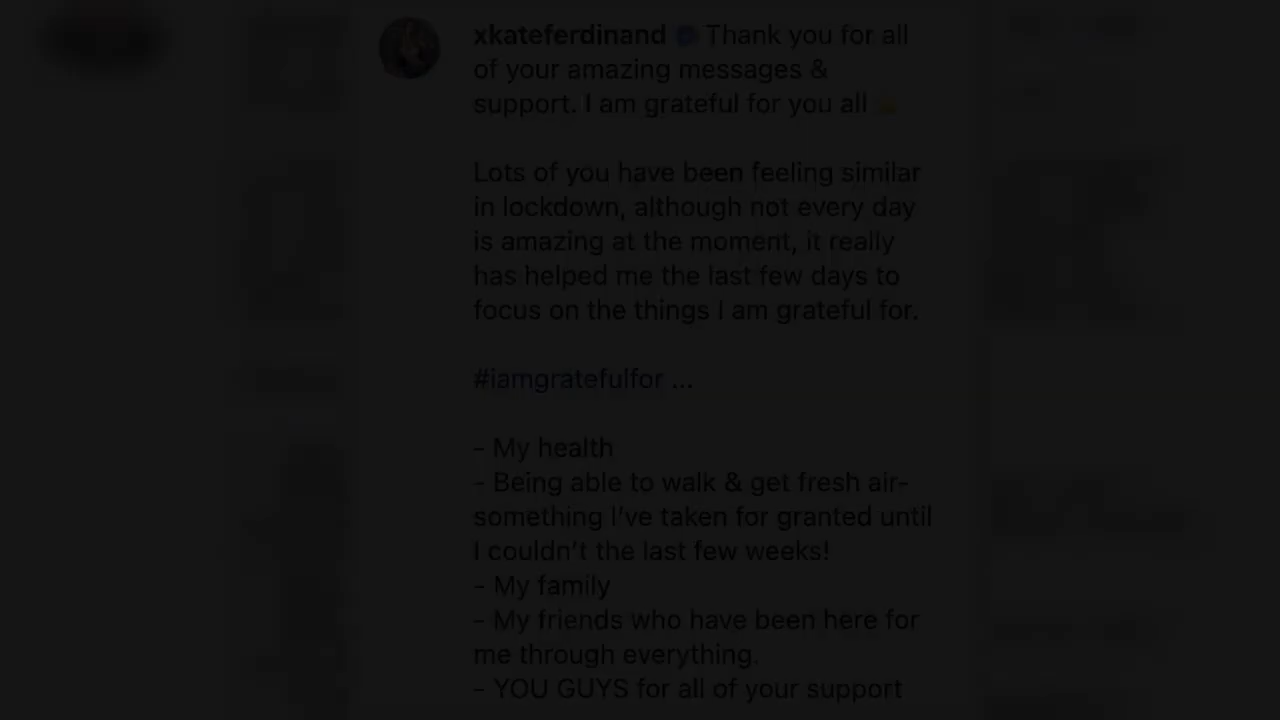 xkateferdinand Thank you for all
of your amazing messages &
support. I am grateful for you all
Lots of you have been feeling similar
in lockdown, although not every day
is amazing at the moment, it really
has helped me the last few days to
focus on the things I am grateful for.
#iamgratefulfor ...
- My health
- Being able to walk & get fresh air-
something I've taken for granted until
I couldn't the last few weeks!
- My family
- My friends who have been here for
me through everything.
- YOU GUYS for all of your support